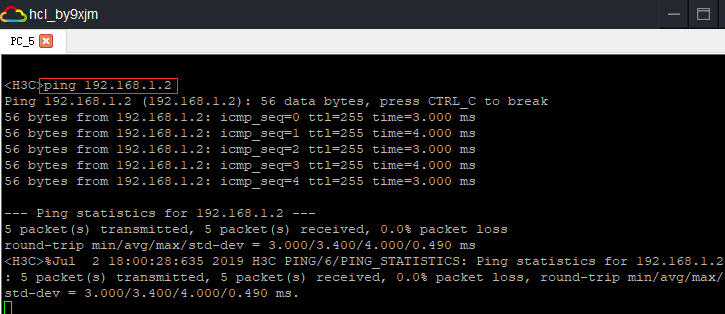 hcl_by9xjm
PC_5
<H3C>ping 192.168.1.2
Ping 192.168.1.2 (192.168.1.2): 56 data bytes, press CTRL_C to break
56 bytes from 192.168.1.2: icmp_seq=0 ttl=255 time=3.000 ms
56 bytes from 192.168.1.2: icmp_seq=1 ttl=255 time=4.000 ms
56 bytes from 192.168.1.2: icmp_seq=2 ttl=255 time=3.000 ms
56 bytes from 192.168.1.2: icmp_seq=3 ttl=255 time=4.000 ms
56 bytes from 192.168.1.2: icmp_seq=4 ttl=255 time=3.000 ms
--- Ping statistics for 192.168.1.2 ---
5 packet(s) transmitted, 5 packet(s) received, 0.0% packet loss
round-trip min/avg/max/std-dev = 3.000/3.400/4.000/0.490 ms
<H3C>%Jul  2 18:00:28:635 2019 H3C PING/6/PING_STATISTICS: Ping statistics for 192.168.1.2
: 5 packet(s) transmitted, 5 packet(s) received, 0.0% packet loss, round-trip min/avg/max/
std-dev = 3.000/3.400/4.000/0.490 ms.